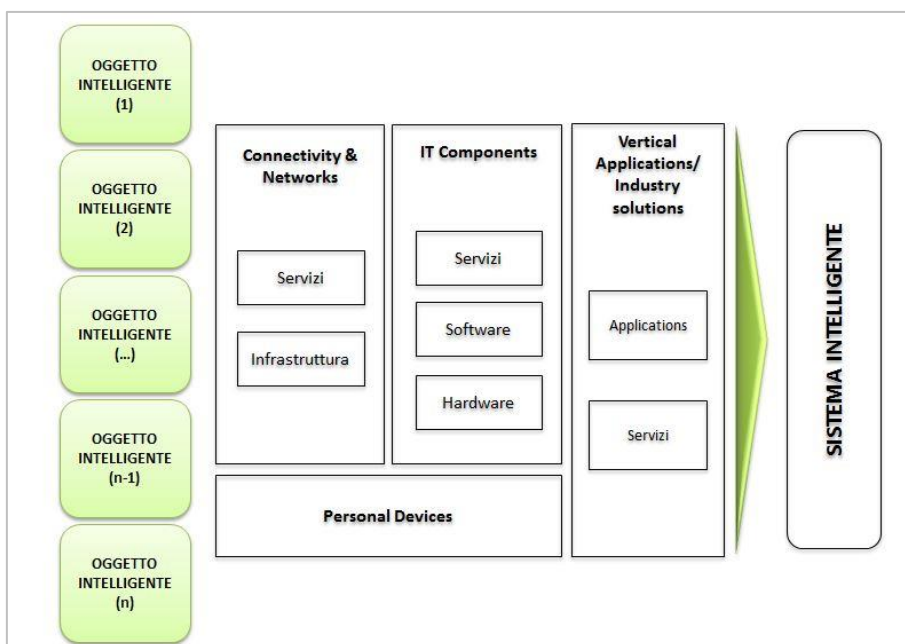 OGGETTO
INTELLIGENTE
(1)
OGGETTO
INTELLIGENTE
(2)
OGGETTO
INTELLIGENTE
(...)
OGGETTO
INTELLIGENTE
(n-1)
OGGETTO
INTELLIGENTE
(n)
Connectivity &
Networks
Servizi
Infrastruttura
IT Components
Servizi
Software
Hardware
Personal Devices
Vertical
Applications/
Industry
solutions
Applications
Servizi
SISTEMA INTELLIGENTE